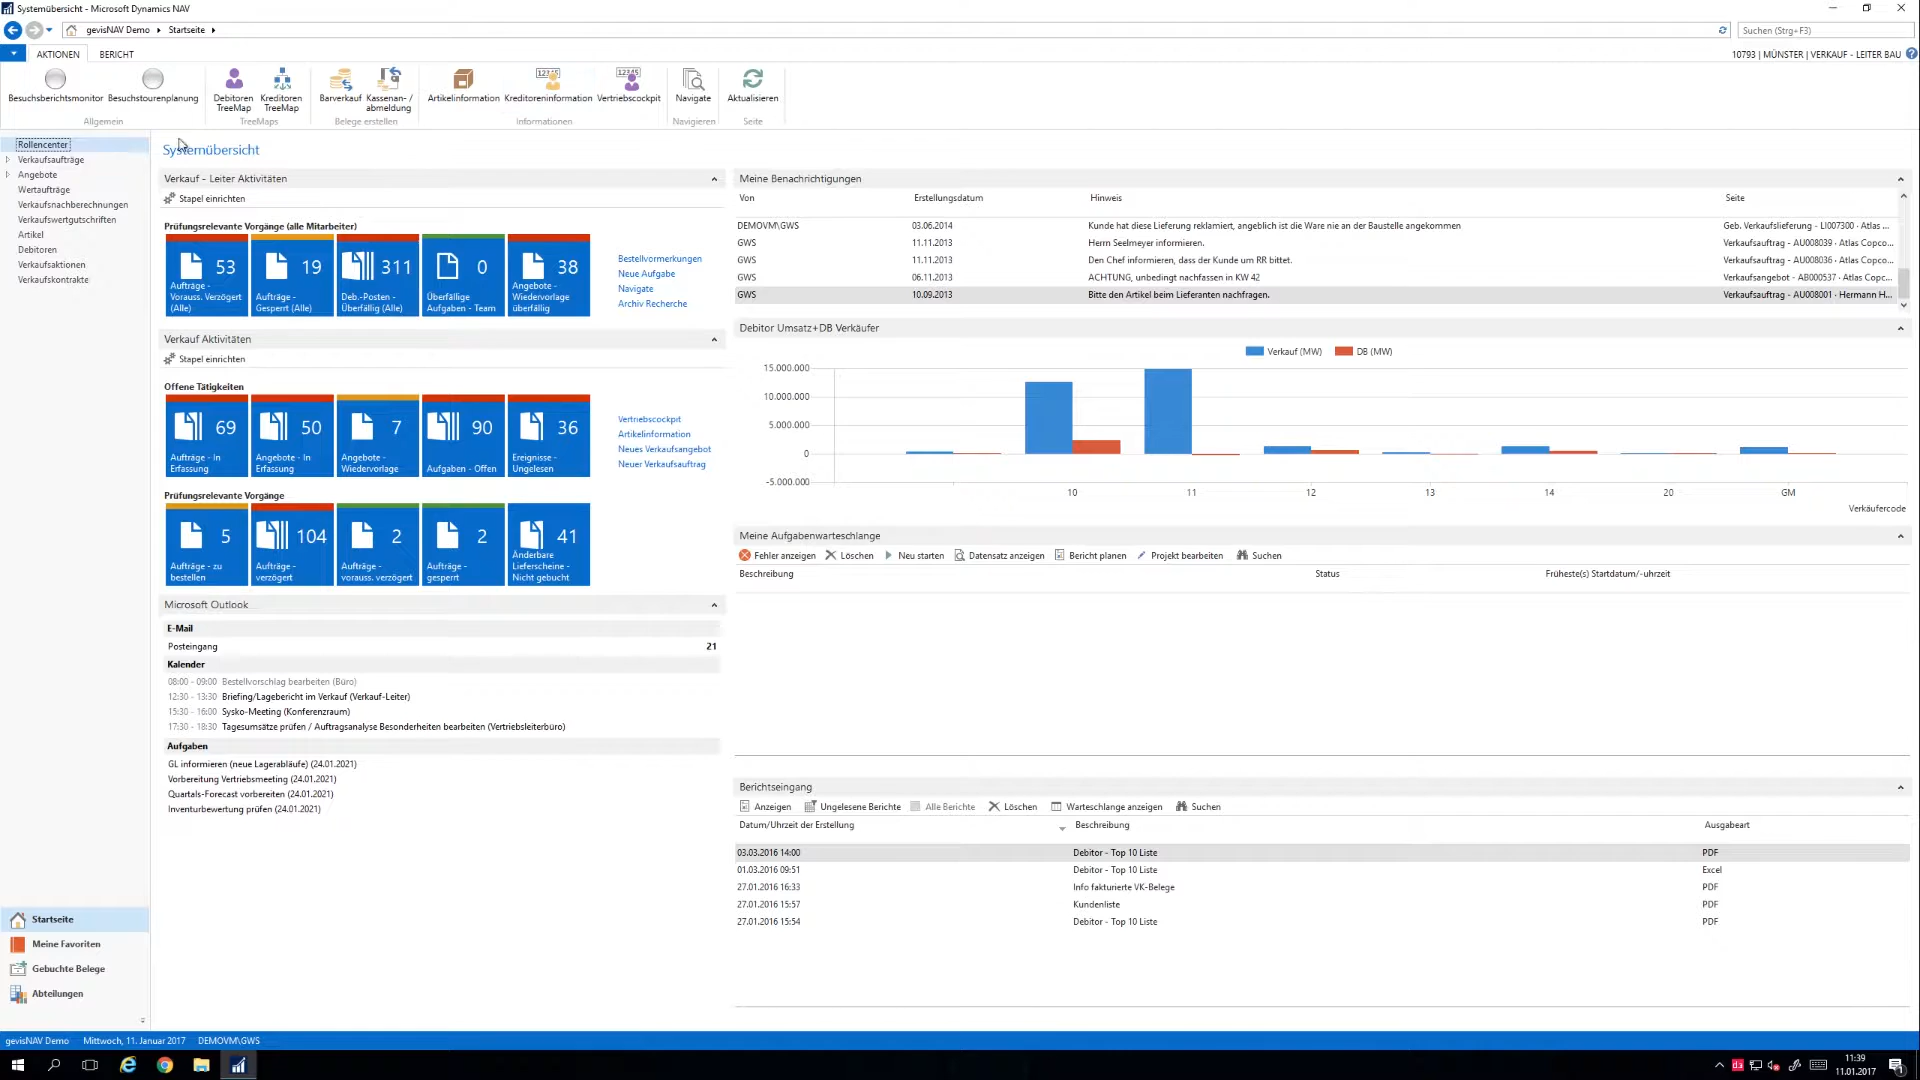 Systemübersicht - Microsoft Dynamics NAV
gevisNAV Demo
Startseite
Suchen (Strg+F3)
AKTIONEN
BERICHT
10793 | MÜNSTER | VERKAUF - LEITER BAU
Besuchsberichtsmonitor
Besuchstourenplanung
Debitoren TreeMap
Kreditoren TreeMap
Barverkauf
Kassenan-/abmeldung
Artikelinformation
Kreditoreninformation
Vertriebscockpit
Navigate
Aktualisieren
Allgemein
TreeMaps
Belege erstellen
Informationen
Navigieren
Seite
Rollencenter
Verkaufsaufträge
Angebote
Wertaufträge
Verkaufsnachberechnungen
Verkaufswertgutschriften
Artikel
Debitoren
Verkaufsaktionen
Verkaufskontrakte
Startseite
Meine Favoriten
Gebuchte Belege
Abteilungen
Systemübersicht
Verkauf - Leiter Aktivitäten
Stapel einrichten
Prüfungsrelevante Vorgänge (alle Mitarbeiter)
53
Aufträge - Vorauss. Verzögert (Alle)
19
Aufträge - Gesperrt (Alle)
311
Deb.-Posten - Überfällig (Alle)
0
Überfällige Aufgaben - Team
38
Angebote - Wiedervorlage überfällig
Bestellvormerkungen
Neue Aufgabe
Navigate
Archiv Recherche
Verkauf Aktivitäten
Stapel einrichten
Offene Tätigkeiten
69
Aufträge - In Erfassung
50
Angebote - In Erfassung
7
Angebote - Wiedervorlage
90
Aufgaben - Offen
36
Ereignisse - Ungelesen
Vertriebscockpit
Artikelinformation
Neues Verkaufsangebot
Neuer Verkaufsauftrag
Prüfungsrelevante Vorgänge
5
Aufträge - zu bestellen
104
Aufträge - verzögert
2
Aufträge - vorauss. verzögert
2
Aufträge - gesperrt
41
Änderbare Lieferscheine - Nicht gebucht
Microsoft Outlook
E-Mail
Posteingang 21
Kalender
08:00 - 09:00 Bestellvorschlag bearbeiten (Büro)
12:30 - 13:30 Briefing/Lagebericht im Verkauf (Verkauf-Leiter)
15:30 - 16:00 Sysko-Meeting (Konferenzraum)
17:30 - 18:30 Tagesumsätze prüfen / Auftragsanalyse Besonderheiten bearbeiten (Vertriebsleiterbüro)
Aufgaben
GL informieren (neue Lagerabläufe) (24.01.2021)
Vorbereitung Vertriebsmeeting (24.01.2021)
Quartals-Forecast vorbereiten (24.01.2021)
Inventurbewertung prüfen (24.01.2021)
Meine Benachrichtigungen
Von Erstellungsdatum Hinweis Seite
DEMOVM\GWS 03.06.2014 Kunde hat diese Lieferung reklamiert, angeblich ist die Ware nie an der Baustelle angekommen Geb. Verkaufslieferung - LI007300 · Atlas ...
GWS 11.11.2013 Herrn Seelmeyer informieren. Verkaufsauftrag - AU008039 · Atlas Copco...
GWS 11.11.2013 Den Chef informieren, dass der Kunde um RR bittet. Verkaufsauftrag - AU008036 · Atlas Copco...
GWS 06.11.2013 ACHTUNG, unbedingt nachfassen in KW 42 Verkaufsangebot - AB000537 · Atlas Copc...
GWS 10.09.2013 Bitte den Artikel beim Lieferanten nachfragen. Verkaufsauftrag - AU008001 · Hermann H...
Debitor Umsatz+DB Verkäufer
Verkauf (MW) DB (MW)
15.000.000
10.000.000
5.000.000
0
-5.000.000
10 11 12 13 14 20 GM
Verkäufercode
Meine Aufgabenwarteschlange
Fehler anzeigen Löschen Neu starten Datensatz anzeigen Bericht planen Projekt bearbeiten Suchen
Beschreibung Status Früheste(s) Startdatum/-uhrzeit
Berichtseingang
Anzeigen Ungelesene Berichte Alle Berichte Löschen Warteschlange anzeigen Suchen
Datum/Uhrzeit der Erstellung Beschreibung Ausgabeart
03.03.2016 14:00 Debitor - Top 10 Liste PDF
01.03.2016 09:51 Debitor - Top 10 Liste Excel
27.01.2016 16:33 Info fakturierte VK-Belege PDF
27.01.2016 15:57 Kundenliste PDF
27.01.2016 15:54 Debitor - Top 10 Liste PDF
gevisNAV Demo Mittwoch, 11. Januar 2017 DEMOVM\GWS
11:39
11.01.2017